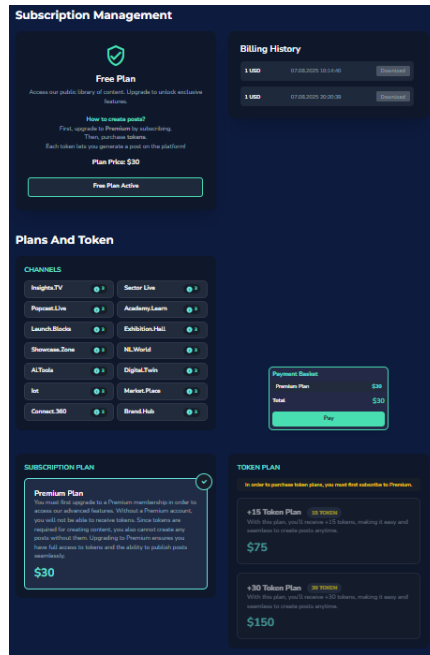 Subscription Management
Free Plan
Access our public library of content. Upgrade to unlock exclusive
features.
How to create posts?
First, upgrade to Premium by subscribing.
Then, purchase tokens.
Each token lets you generate a post on the platform!
Plan Price: $30
Free Plan Active
Billing History
1 USD 07.08.2025 10:14:40 Download
1 USD 07.08.2025 20:20:39 Download
Plans And Token
CHANNELS
Insights.TV
Sector Live
Popcast.Live
Academy.Learn
Launch.Blocks
Exhibition.Hall
Showcase.Zone
NL.World
AI.Tools
Digital.Twin
Iot
Market.Place
Connect.360
Brand.Hub
Payment Basket
Premium Plan $30
Total $30
Pay
SUBSCRIPTION PLAN
Premium Plan
You must first upgrade to a Premium membership in order to
access our advanced features. Without a Premium account,
you will not be able to receive tokens. Since tokens are
required for creating content, you also cannot create any
posts without them. Upgrading to Premium ensures you
have full access to tokens and the ability to publish posts
seamlessly.
$30
TOKEN PLAN
In order to purchase token plans, you must first subscribe to Premium.
+15 Token Plan 15 TOKEN
With this plan, you'll receive +15 tokens, making it easy and
seamless to create posts anytime.
$75
+30 Token Plan 30 TOKEN
With this plan, you'll receive +30 tokens, making it easy and
seamless to create posts anytime.
$150